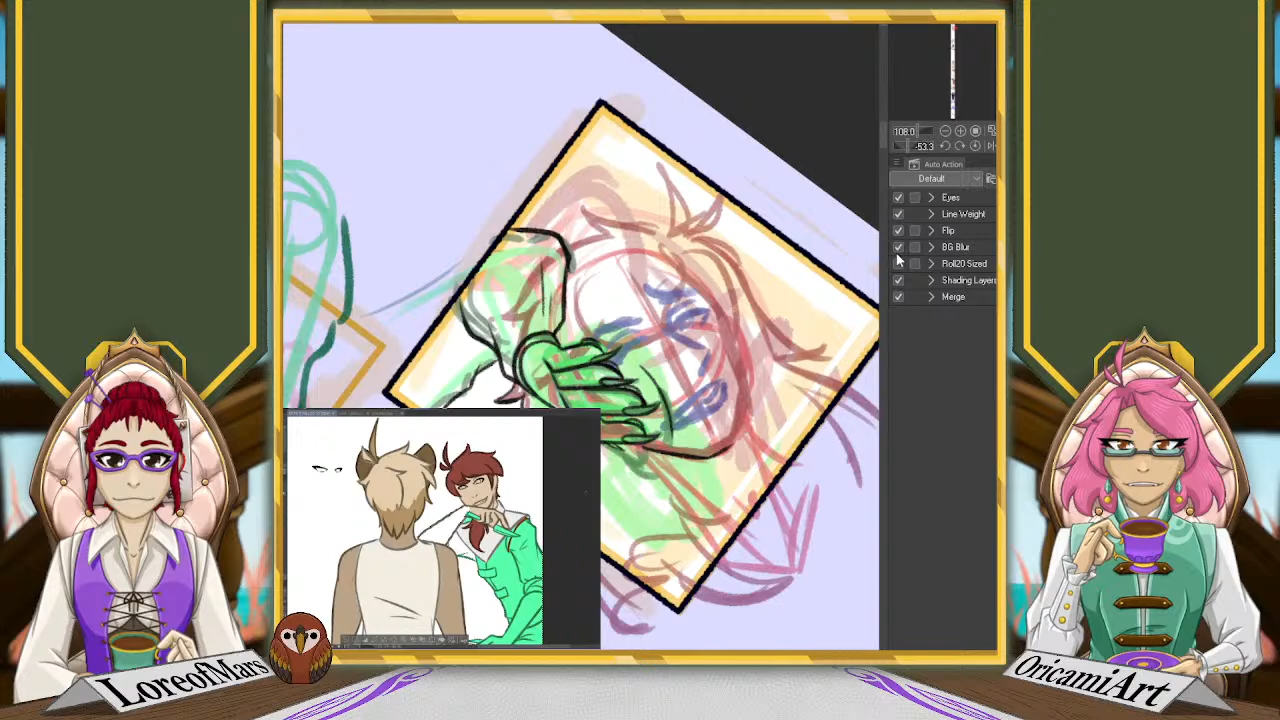 108.0
-53.3
Auto Action
Default
Eyes
Line Weight
Flip
BG Blur
Roll20 Sized
Shading Layers
Merge
LoreofMars
OricamiArt